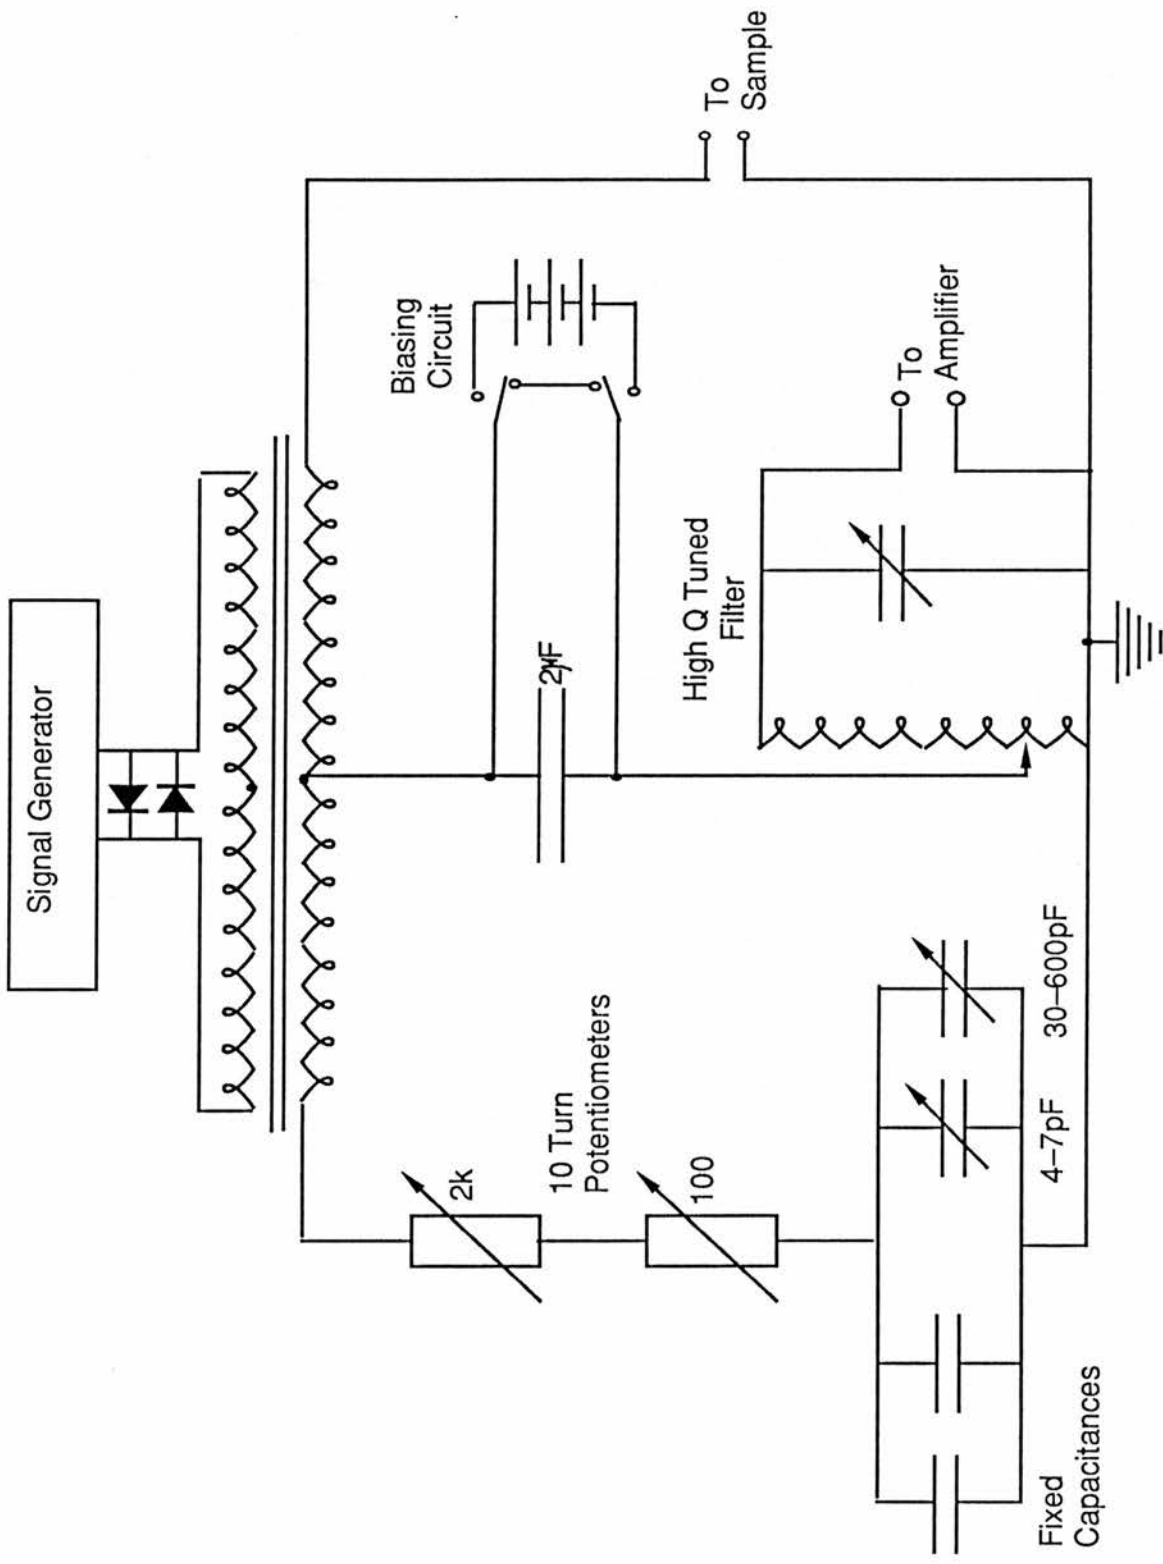 Signal Generator
To
Sample
Biasing
Circuit
2μF
High Q Tuned
Filter
To
Amplifier
2k
10 Turn
Potentiometers
100
4–7pF
30–600pF
Fixed
Capacitances